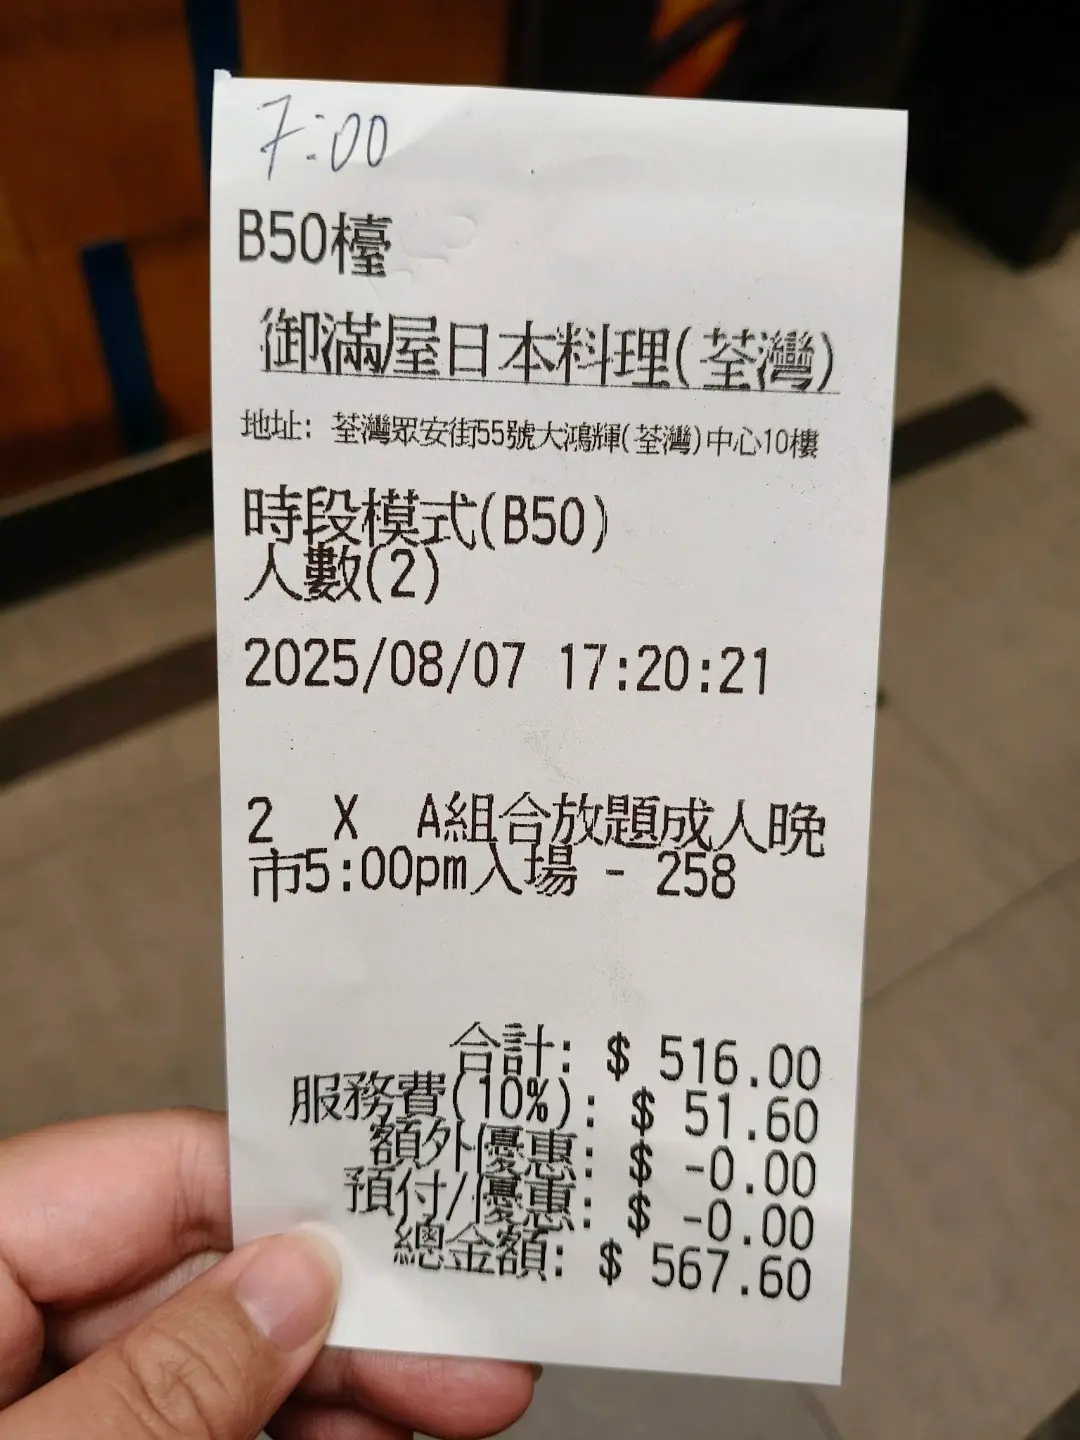 7:00
B50檯
御滿屋日本料理(荃灣)
地址: 荃灣眾安街55號大鴻輝(荃灣)中心10樓
時段模式(B50)
人數(2)
2025/08/07 17:20:21
2 X A組合放題成人晚
市5:00pm入場 - 258
合計: $ 516.00
服務費(10%): $ 51.60
額外優惠: $ -0.00
預付/優惠: $ -0.00
總金額: $ 567.60